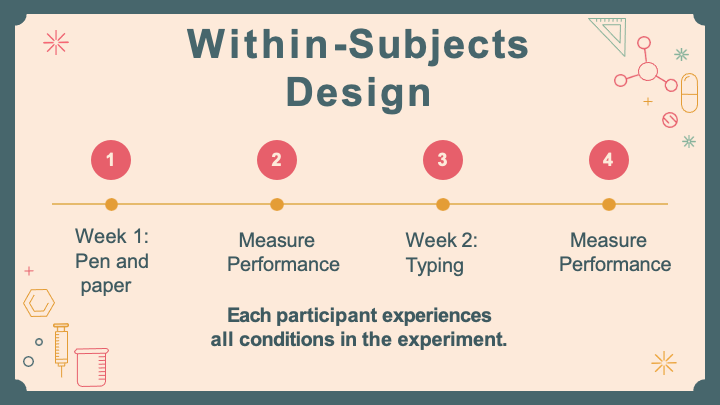 Within-Subjects
Design
1
2
3
4
Week 1:
Pen and
paper
Measure
Performance
Week 2:
Typing
Measure
Performance
Each participant experiences
all conditions in the experiment.